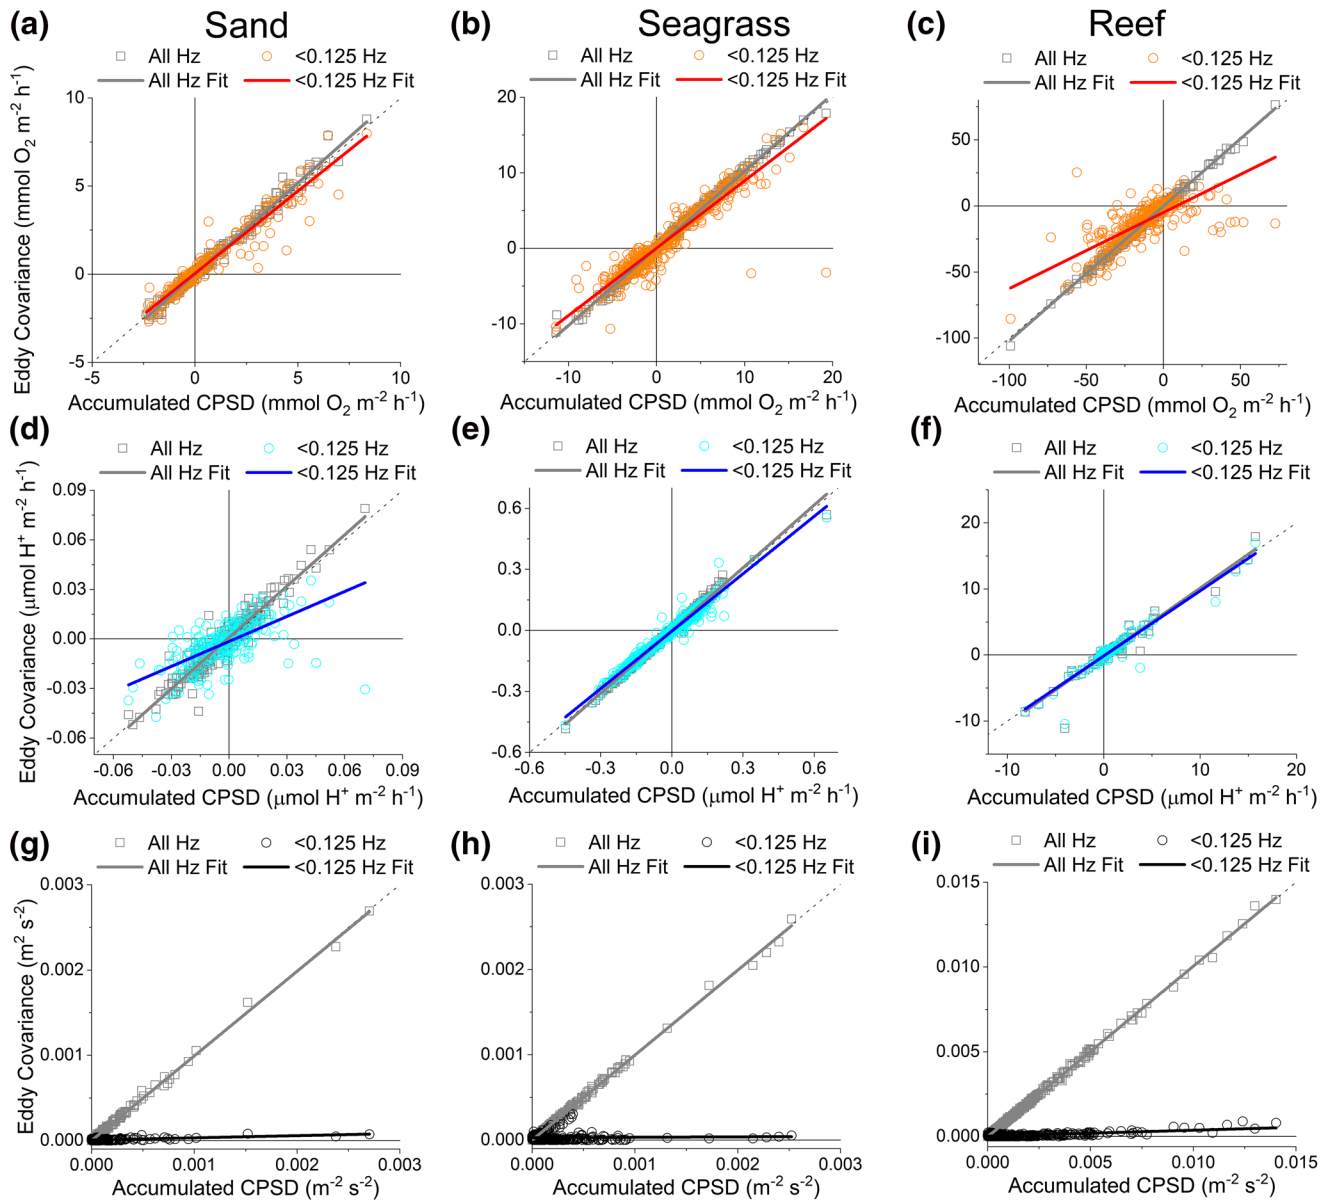 (a) Sand (b) Seagrass (c) Reef
All Hz <0.125 Hz All Hz <0.125 Hz All Hz <0.125 Hz
All Hz Fit <0.125 Hz Fit All Hz Fit <0.125 Hz Fit All Hz Fit <0.125 Hz Fit
Eddy Covariance (mmol O₂ m⁻² h⁻¹)
10
5
0
-5
-5 0 5 10
Accumulated CPSD (mmol O₂ m⁻² h⁻¹)
20
10
0
-10
-10 0 10 20
Accumulated CPSD (mmol O₂ m⁻² h⁻¹)
50
0
-50
-100
-100 -50 0 50
Accumulated CPSD (mmol O₂ m⁻² h⁻¹)
(d) (e) (f)
All Hz <0.125 Hz All Hz <0.125 Hz All Hz <0.125 Hz
All Hz Fit <0.125 Hz Fit All Hz Fit <0.125 Hz Fit All Hz Fit <0.125 Hz Fit
Eddy Covariance (μmol H⁺ m⁻² h⁻¹)
0.09
0.06
0.03
0.00
-0.03
-0.06
-0.06 -0.03 0.00 0.03 0.06 0.09
Accumulated CPSD (μmol H⁺ m⁻² h⁻¹)
0.6
0.3
0.0
-0.3
-0.6
-0.6 -0.3 0.0 0.3 0.6
Accumulated CPSD (μmol H⁺ m⁻² h⁻¹)
20
10
0
-10
-10 0 10 20
Accumulated CPSD (μmol H⁺ m⁻² h⁻¹)
(g) (h) (i)
All Hz <0.125 Hz All Hz <0.125 Hz All Hz <0.125 Hz
All Hz Fit <0.125 Hz Fit All Hz Fit <0.125 Hz Fit All Hz Fit <0.125 Hz Fit
Eddy Covariance (m² s⁻²)
0.003
0.002
0.001
0.000
0.000 0.001 0.002 0.003
Accumulated CPSD (m⁻² s⁻²)
0.003
0.002
0.001
0.000
0.000 0.001 0.002 0.003
Accumulated CPSD (m⁻² s⁻²)
0.015
0.010
0.005
0.000
0.000 0.005 0.010 0.015
Accumulated CPSD (m⁻² s⁻²)